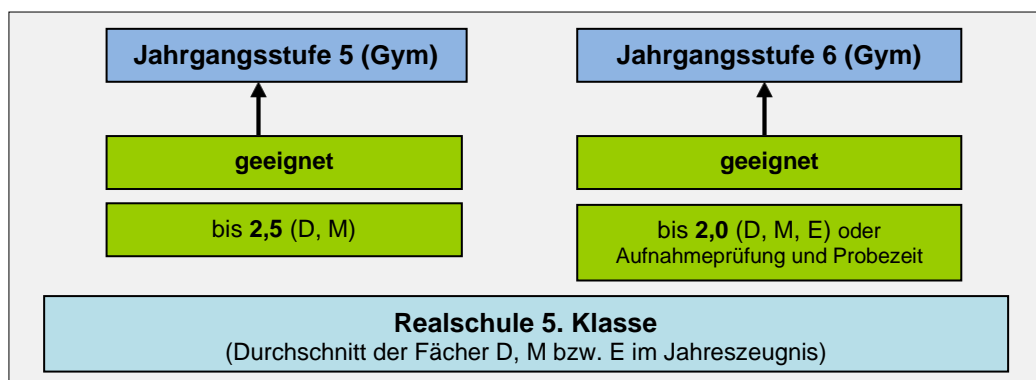 Jahrgangsstufe 5 (Gym)
Jahrgangsstufe 6 (Gym)
geeignet
geeignet
bis 2,5 (D, M)
bis 2,0 (D, M, E) oder
Aufnahmeprüfung und Probezeit
Realschule 5. Klasse
(Durchschnitt der Fächer D, M bzw. E im Jahreszeugnis)